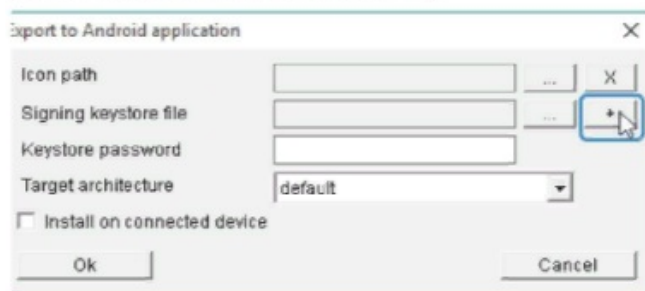 Export to Android application X
Icon path ... X
Signing keystore file ... +
Keystore password
Target architecture default
Install on connected device
Ok Cancel